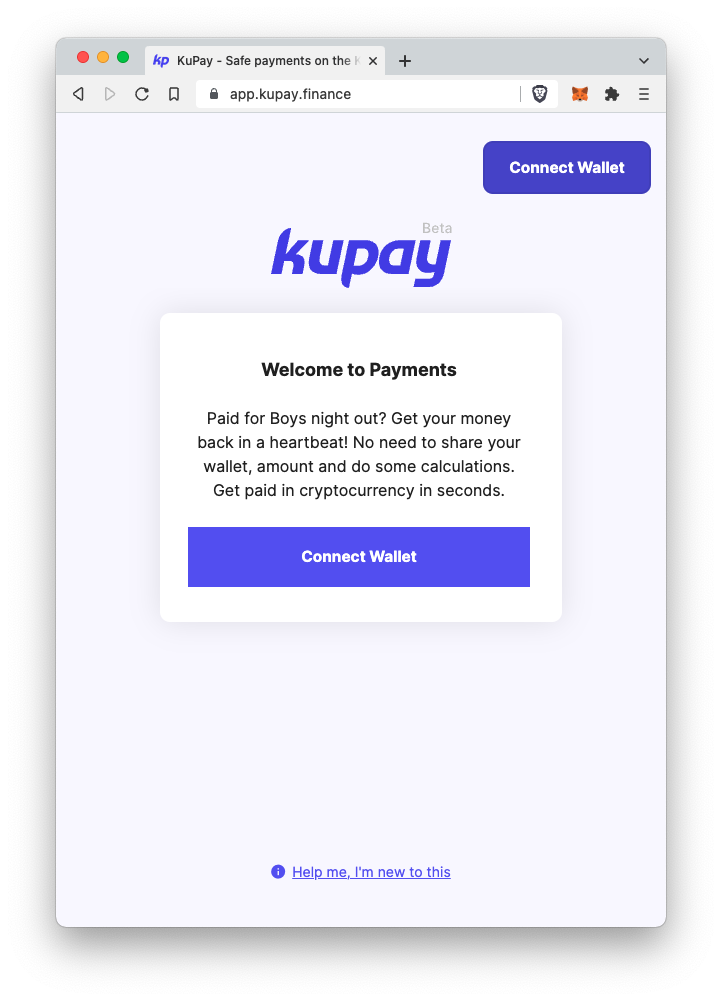 kp KuPay - Safe payments on the
app.kupay.finance
Connect Wallet
Beta
kupay
Welcome to Payments
Paid for Boys night out? Get your money
back in a heartbeat! No need to share your
wallet, amount and do some calculations.
Get paid in cryptocurrency in seconds.
Connect Wallet
Help me, I'm new to this